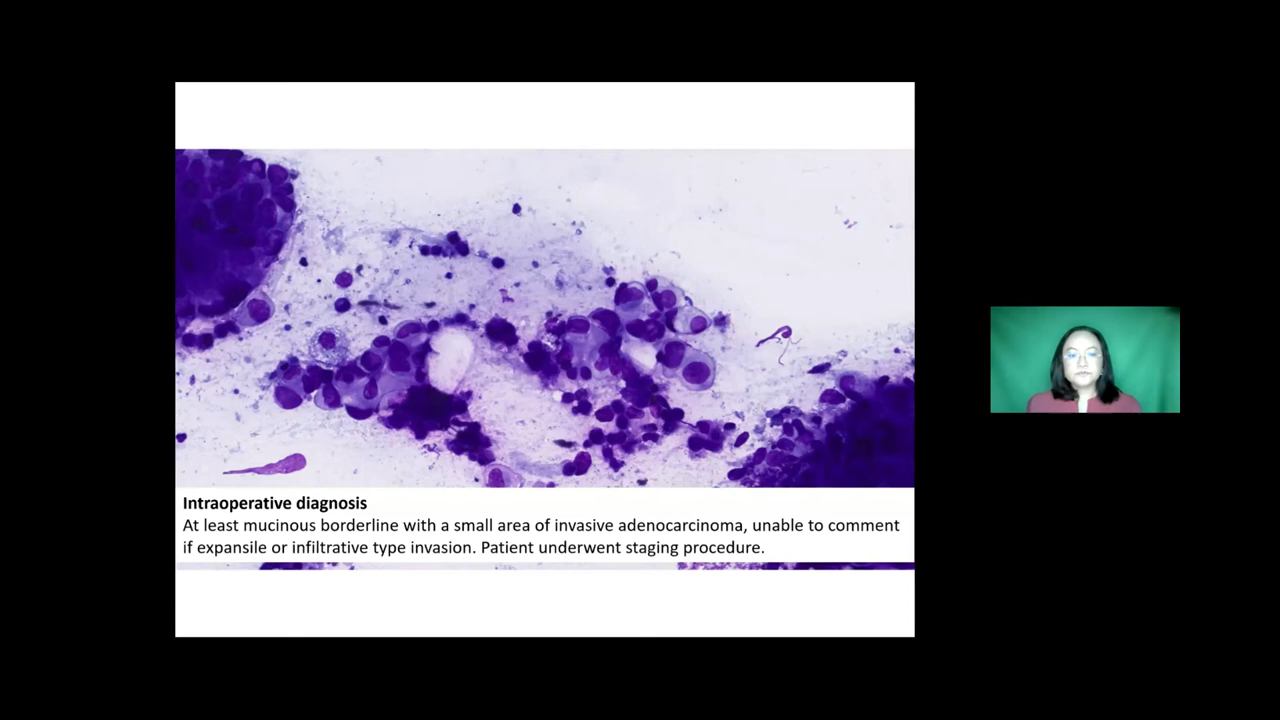 Intraoperative diagnosis
At least mucinous borderline with a small area of invasive adenocarcinoma, unable to comment
if expansile or infiltrative type invasion. Patient underwent staging procedure.